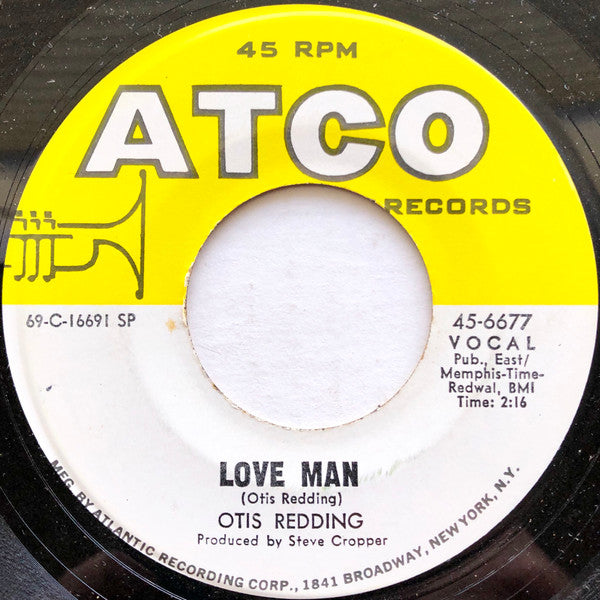 45 RPM
ATCO
RECORDS
69-C-16691 SP
45-6677
VOCAL
Pub., East/
Memphis-Time-
Redwal, BMI
Time: 2:16
LOVE MAN
(Otis Redding)
OTIS REDDING
Produced by Steve Cropper
MFG. BY ATLANTIC RECORDING CORP., 1841 BROADWAY, NEW YORK, N.Y.